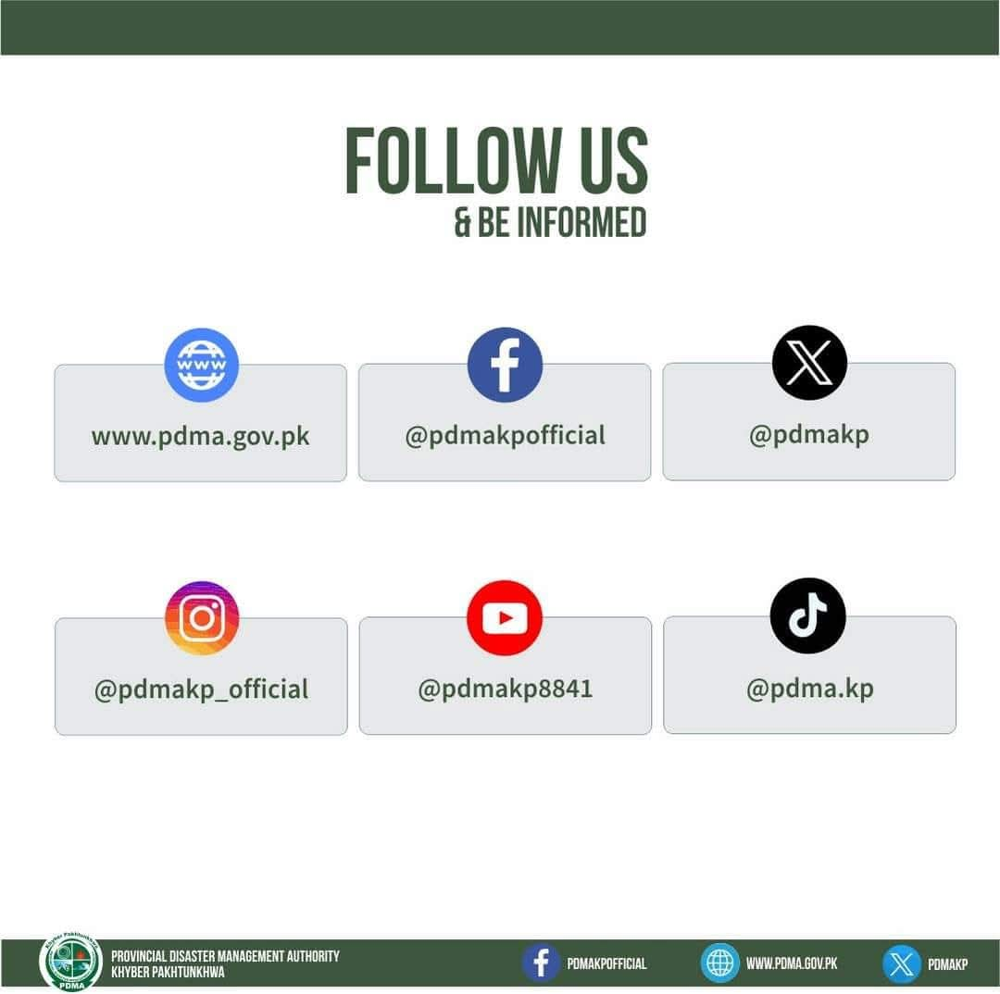 FOLLOW US
& BE INFORMED
www
www.pdma.gov.pk
@pdmakpofficial
@pdmakp
@pdmakp_official
@pdmakp8841
@pdma.kp
Khyber Pakhtunkhwa
PDMA
PROVINCIAL DISASTER MANAGEMENT AUTHORITY
KHYBER PAKHTUNKHWA
PDMAKPOFFICIAL
WWW.PDMA.GOV.PK
PDMAKP